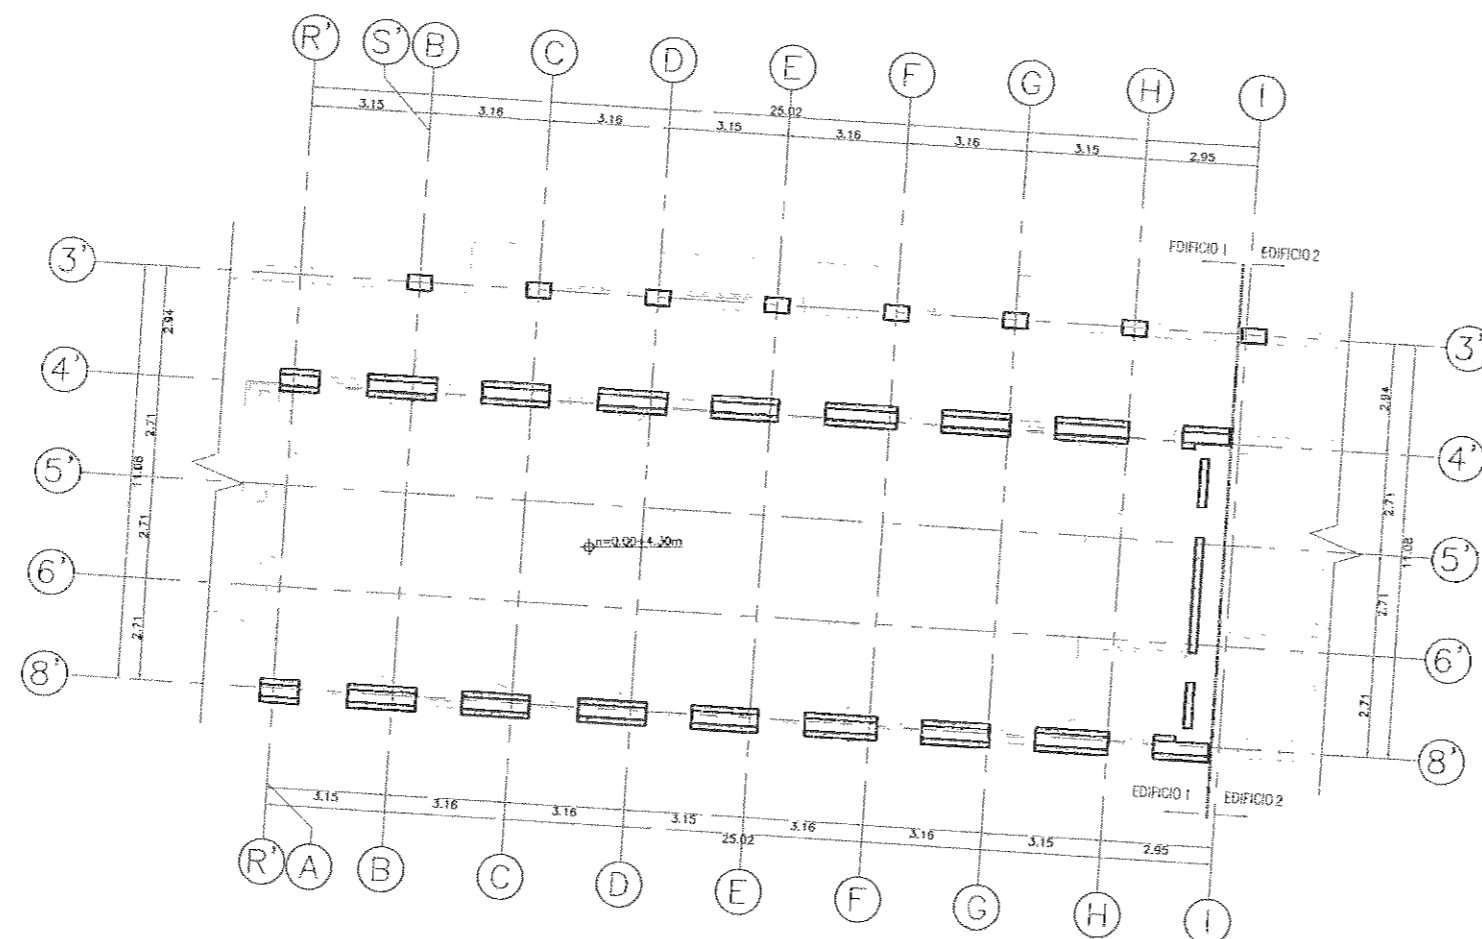 R' S' B C D E F G H I
25.02
3.15 3.16 3.16 3.15 3.16 3.16 3.15 2.95
EDIFICIO 1 EDIFICIO 2
3' 3'
2.94 2.94
4' 4'
2.71 2.71
11.08 11.08
5' 5'
2.71 2.71
6' 6'
2.71 2.71
8' 8'
EDIFICIO 1 EDIFICIO 2
3.15 3.16 3.16 3.15 3.16 3.16 3.15 2.95
25.02
R' A B C D E F G H I